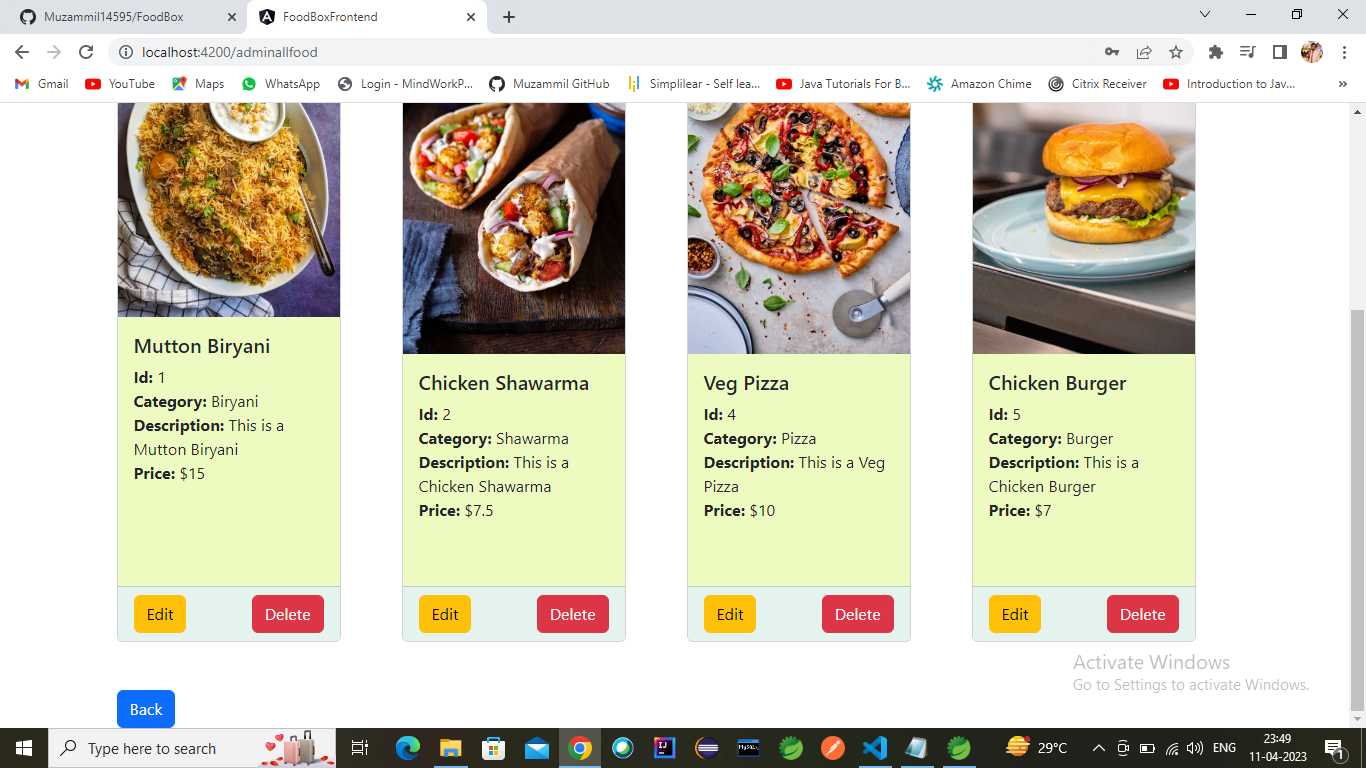 Muzammil14595/FoodBox
FoodBoxFrontend
localhost:4200/adminallfood
Gmail
YouTube
Maps
WhatsApp
Login - MindWorkP...
Muzammil GitHub
Simplilear - Self lea...
Java Tutorials For B...
Amazon Chime
Citrix Receiver
Introduction to Jav...
Mutton Biryani
Id: 1
Category: Biryani
Description: This is a
Mutton Biryani
Price: $15
Edit
Delete
Chicken Shawarma
Id: 2
Category: Shawarma
Description: This is a
Chicken Shawarma
Price: $7.5
Edit
Delete
Veg Pizza
Id: 4
Category: Pizza
Description: This is a Veg
Pizza
Price: $10
Edit
Delete
Chicken Burger
Id: 5
Category: Burger
Description: This is a
Chicken Burger
Price: $7
Edit
Delete
Activate Windows
Go to Settings to activate Windows.
Back
Type here to search
29°C
ENG
23:49
11-04-2023
1